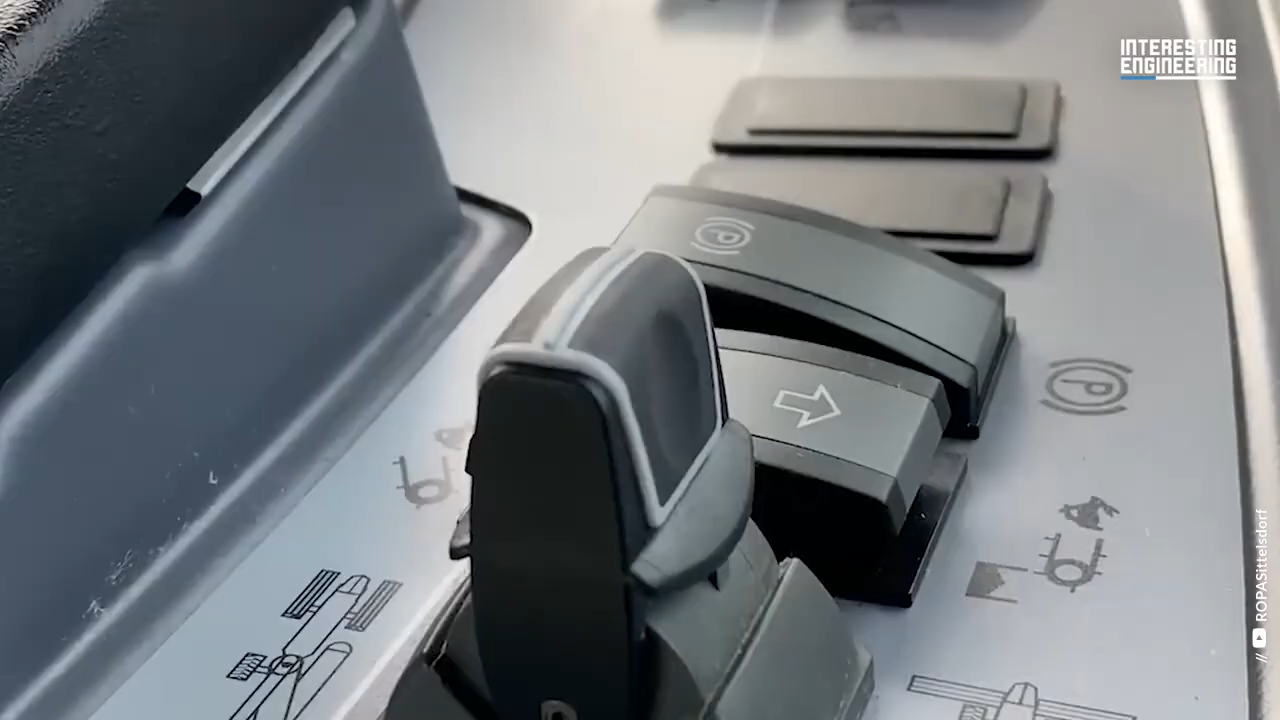 INTERESTING
ENGINEERING
P
P
// ROPASittelsdorf